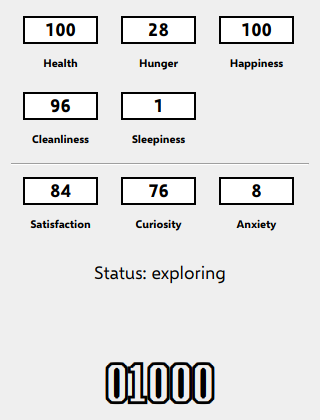 100 28 100
Health Hunger Happiness
96 1
Cleanliness Sleepiness
84 76 8
Satisfaction Curiosity Anxiety
Status: exploring
01000